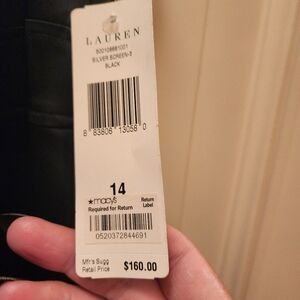 LAUREN
500108661001
SILVER SCREEN-2
BLACK
8 83806 13058 0
14
★macy's
Required for Return
Return
Label
0520372844691
Mfr's Sugg
Retail Price
$160.00